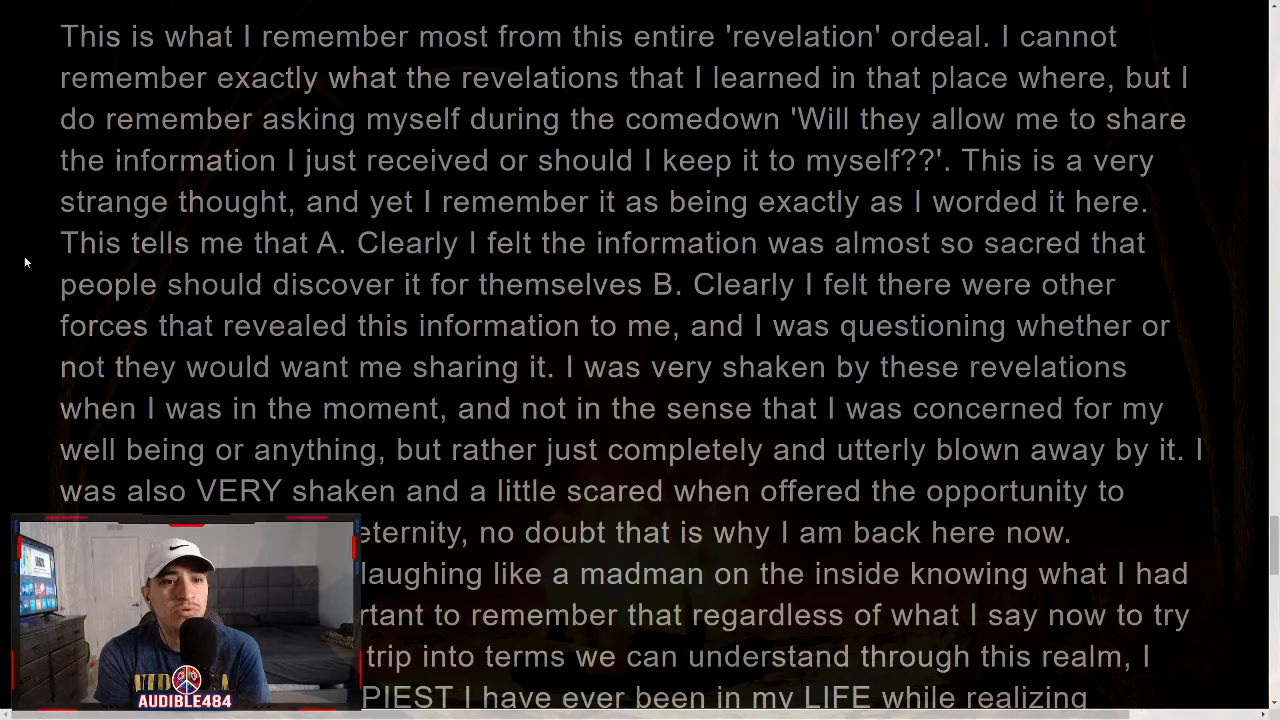 This is what I remember most from this entire 'revelation' ordeal. I cannot
remember exactly what the revelations that I learned in that place where, but I
do remember asking myself during the comedown 'Will they allow me to share
the information I just received or should I keep it to myself??'. This is a very
strange thought, and yet I remember it as being exactly as I worded it here.
This tells me that A. Clearly I felt the information was almost so sacred that
people should discover it for themselves B. Clearly I felt there were other
forces that revealed this information to me, and I was questioning whether or
not they would want me sharing it. I was very shaken by these revelations
when I was in the moment, and not in the sense that I was concerned for my
well being or anything, but rather just completely and utterly blown away by it. I
was also VERY shaken and a little scared when offered the opportunity to
eternity, no doubt that is why I am back here now.
laughing like a madman on the inside knowing what I had
rtant to remember that regardless of what I say now to try
trip into terms we can understand through this realm, I
PIEST I have ever been in my LIFE while realizing
AUDIBLE484